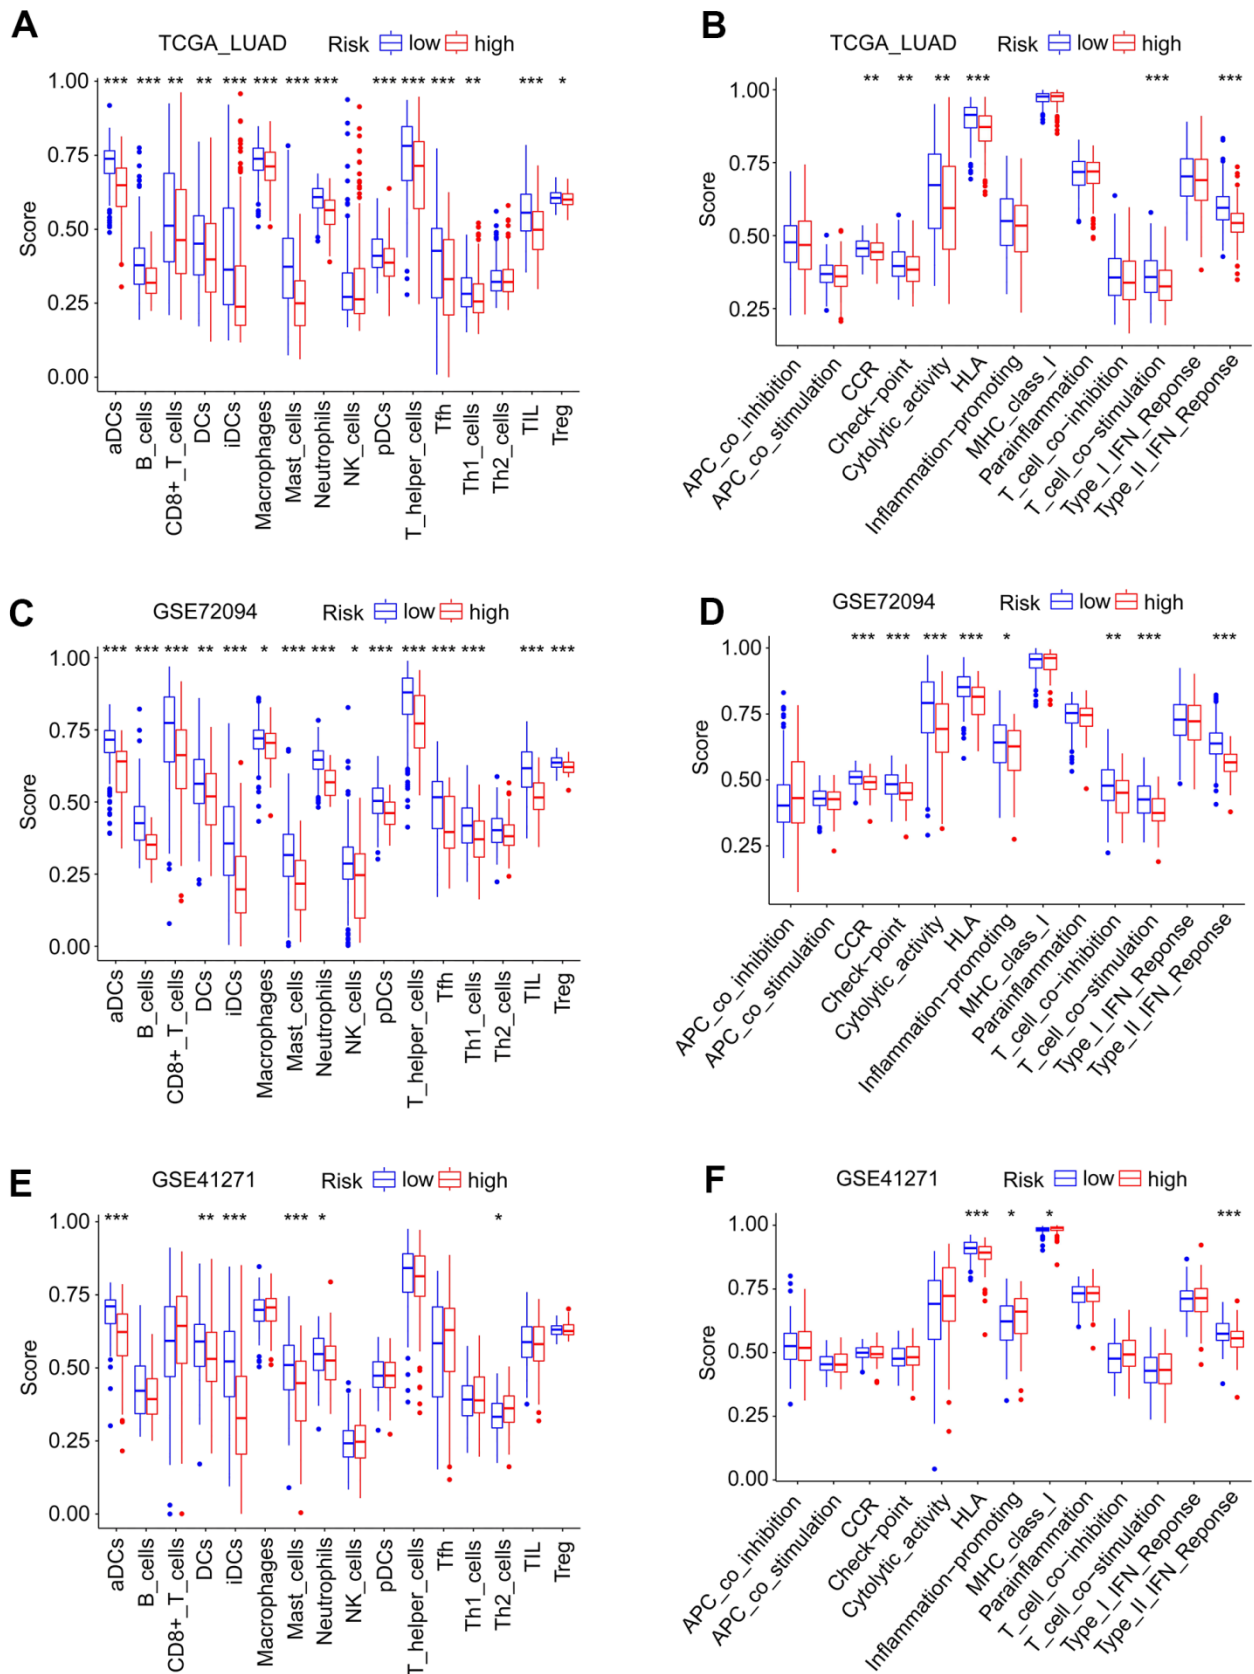 A
TCGA_LUAD Risk low high
*** *** ** ** *** *** *** *** *** *** *** ** *** *
1.00
0.75
0.50
0.25
0.00
Score
aDCs
B_cells
CD8+_T_cells
DCs
iDCs
Macrophages
Mast_cells
Neutrophils
NK_cells
pDCs
T_helper_cells
Tfh
Th1_cells
Th2_cells
TIL
Treg
B
TCGA_LUAD Risk low high
** ** ** *** *** ***
1.00
0.75
0.50
0.25
Score
APC_co_inhibition
APC_co_stimulation
CCR
Check-point
Cytolytic_activity
HLA
Inflammation-promoting
MHC_class_I
Parainflammation
T_cell_co-inhibition
T_cell_co-stimulation
Type_I_IFN_Reponse
Type_II_IFN_Reponse
C
GSE72094 Risk low high
*** *** *** ** *** * *** *** * *** *** *** *** *** ***
1.00
0.75
0.50
0.25
0.00
Score
aDCs
B_cells
CD8+_T_cells
DCs
iDCs
Macrophages
Mast_cells
Neutrophils
NK_cells
pDCs
T_helper_cells
Tfh
Th1_cells
Th2_cells
TIL
Treg
D
GSE72094 Risk low high
*** *** *** *** * ** *** ***
1.00
0.75
0.50
0.25
Score
APC_co_inhibition
APC_co_stimulation
CCR
Check-point
Cytolytic_activity
HLA
Inflammation-promoting
MHC_class_I
Parainflammation
T_cell_co-inhibition
T_cell_co-stimulation
Type_I_IFN_Reponse
Type_II_IFN_Reponse
E
GSE41271 Risk low high
*** ** *** *** * *
1.00
0.75
0.50
0.25
0.00
Score
aDCs
B_cells
CD8+_T_cells
DCs
iDCs
Macrophages
Mast_cells
Neutrophils
NK_cells
pDCs
T_helper_cells
Tfh
Th1_cells
Th2_cells
TIL
Treg
F
GSE41271 Risk low high
*** * * ***
1.00
0.75
0.50
0.25
0.00
Score
APC_co_inhibition
APC_co_stimulation
CCR
Check-point
Cytolytic_activity
HLA
Inflammation-promoting
MHC_class_I
Parainflammation
T_cell_co-inhibition
T_cell_co-stimulation
Type_I_IFN_Reponse
Type_II_IFN_Reponse